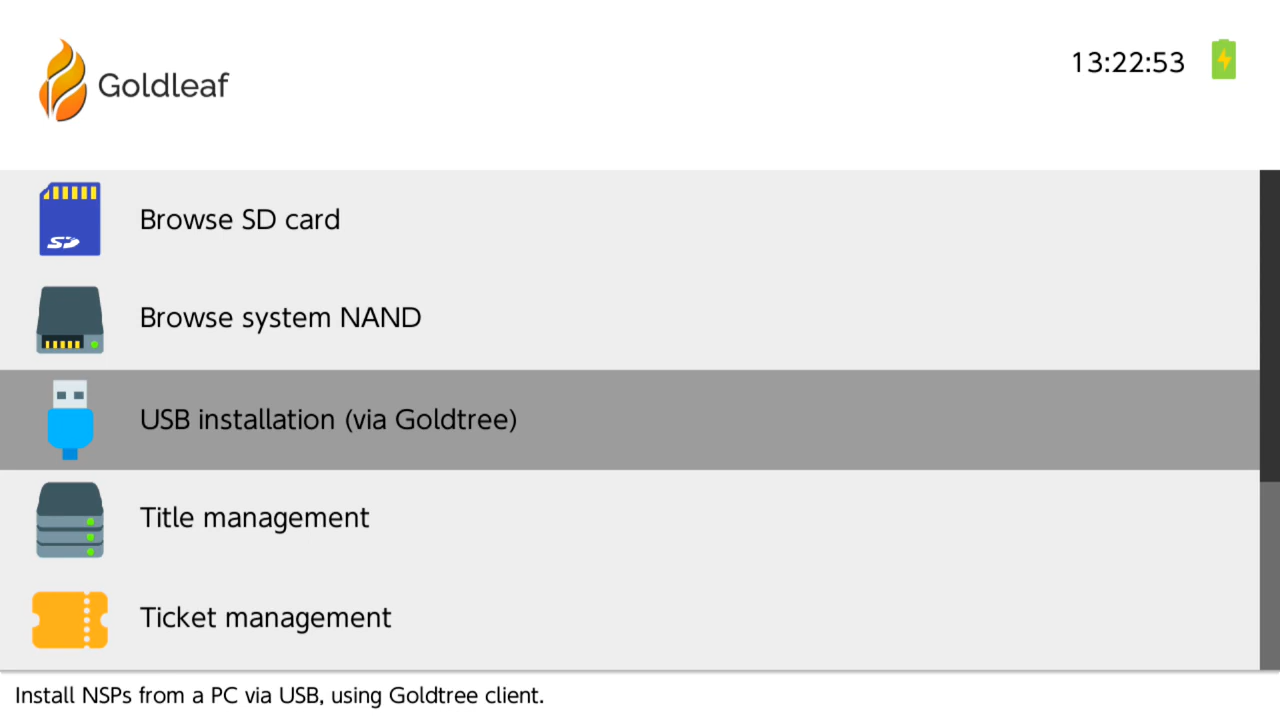 Goldleaf
13:22:53
SD
Browse SD card
Browse system NAND
USB installation (via Goldtree)
Title management
Ticket management
Install NSPs from a PC via USB, using Goldtree client.